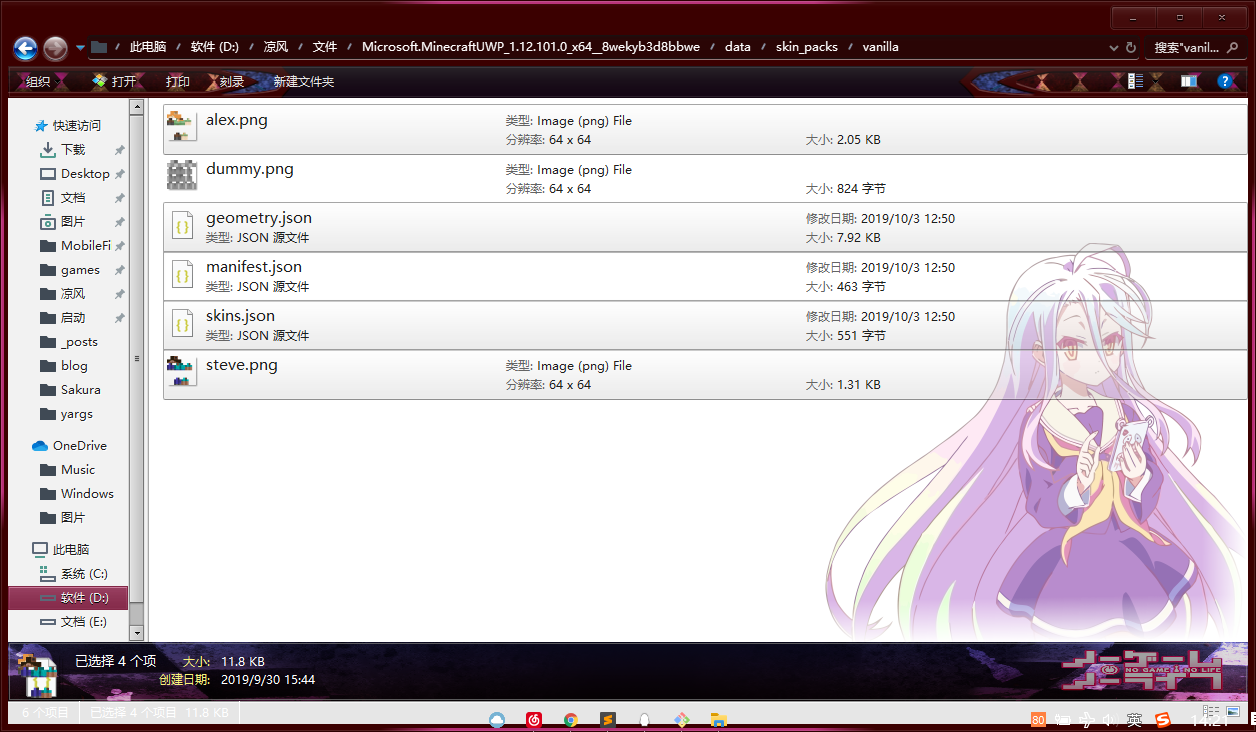 此电脑 / 软件 (D:) / 凉风 / 文件 / Microsoft.MinecraftUWP_1.12.101.0_x64__8wekyb3d8bbwe / data / skin_packs / vanilla
搜索"vanil...
组织 打开 打印 刻录 新建文件夹
快速访问
下载
Desktop
文档
图片
MobileFi
games
凉风
启动
_posts
blog
Sakura
yargs
OneDrive
Music
Windows
图片
此电脑
系统 (C:)
软件 (D:)
文档 (E:)
alex.png 类型: Image (png) File
分辨率: 64 x 64 大小: 2.05 KB
dummy.png 类型: Image (png) File
分辨率: 64 x 64 大小: 824 字节
geometry.json 修改日期: 2019/10/3 12:50
类型: JSON 源文件 大小: 7.92 KB
manifest.json 修改日期: 2019/10/3 12:50
类型: JSON 源文件 大小: 463 字节
skins.json 修改日期: 2019/10/3 12:50
类型: JSON 源文件 大小: 551 字节
steve.png 类型: Image (png) File
分辨率: 64 x 64 大小: 1.31 KB
已选择 4 个项 大小: 11.8 KB
创建日期: 2019/9/30 15:44
NO GAME NO LIFE
6 个项目 已选择 4 个项目 11.8 KB
80 英 14:21